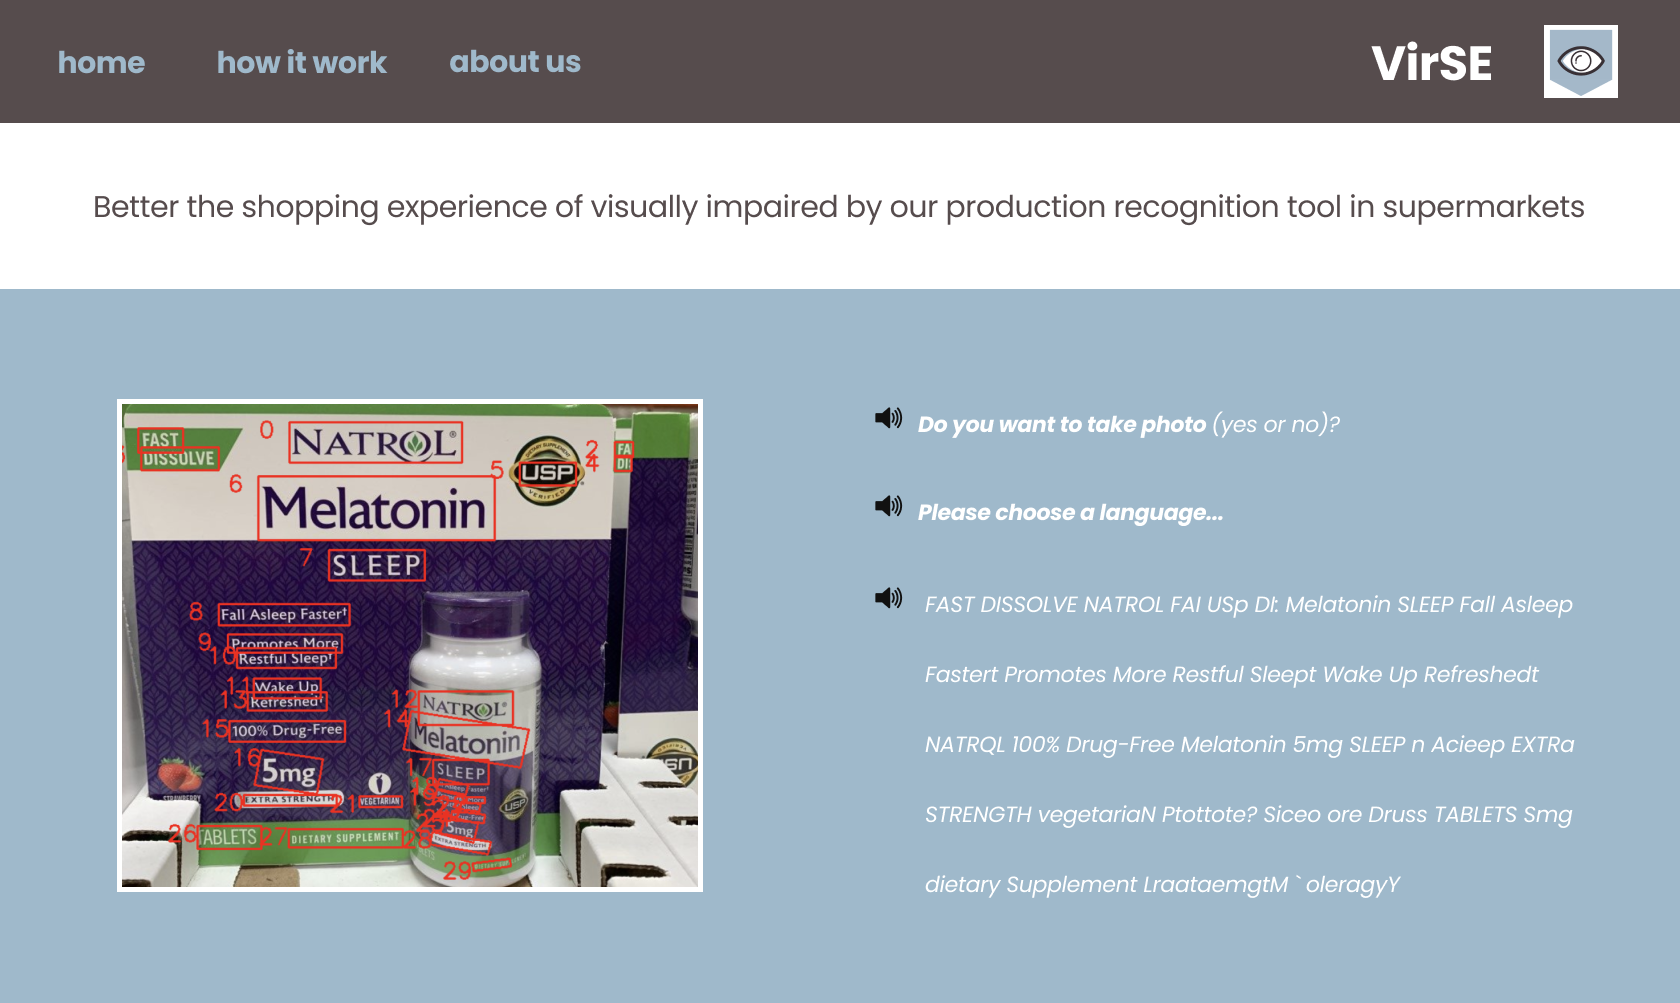 home how it work about us VirSE
Better the shopping experience of visually impaired by our production recognition tool in supermarkets
FAST
DISSOLVE
0
NATROL®
DIETARY SUPPLEMENT
USP
VERIFIED
5
2
4
FA
DI
6
Melatonin
7
SLEEP
8
Fall Asleep Faster†
9
Promotes More
10
Restful Sleep†
11
Wake Up
13
Refreshed†
15
100% Drug-Free
16
5mg
STRAWBERRY
20
EXTRA STRENGTH
21
VEGETARIAN
26
TABLETS
27
DIETARY SUPPLEMENT
28
12
NATROL
14
Melatonin
17
SLEEP
USP
5mg
EXTRA STRENGTH
29
Do you want to take photo (yes or no)?
Please choose a language...
FAST DISSOLVE NATROL FAI USp DI: Melatonin SLEEP Fall Asleep
Fastert Promotes More Restful Sleept Wake Up Refreshedt
NATRQL 100% Drug-Free Melatonin 5mg SLEEP n Acieep EXTRa
STRENGTH vegetariaN Ptottote? Siceo ore Druss TABLETS Smg
dietary Supplement LraataemgtM ` oleragyY